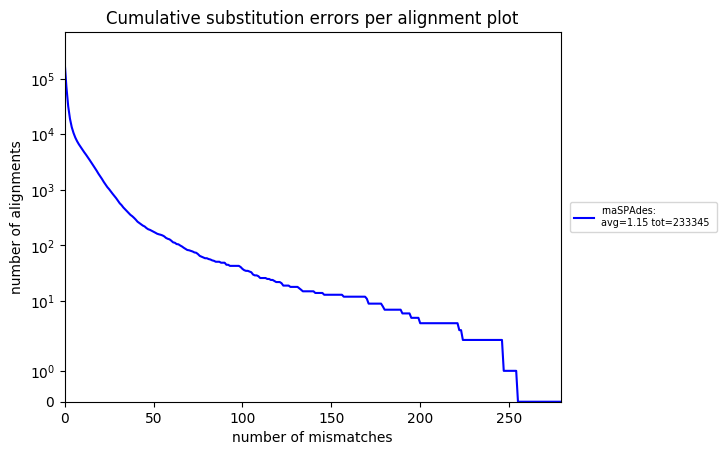 Cumulative substitution errors per alignment plot
number of alignments
10^5
10^4
10^3
10^2
10^1
10^0
0
0 50 100 150 200 250
number of mismatches
rnaSPAdes:
avg=1.15 tot=233345